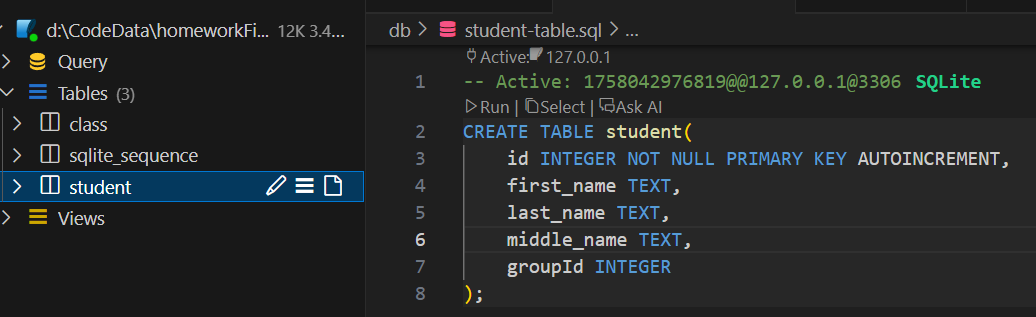 d:\CodeData\homeworkFi... 12K 3.4...
Query
Tables (3)
class
sqlite_sequence
student
Views
db > student-table.sql > ...
Active: 127.0.0.1
1 -- Active: 1758042976819@@127.0.0.1@3306 SQLite
Run | Select | Ask AI
2 CREATE TABLE student(
3 id INTEGER NOT NULL PRIMARY KEY AUTOINCREMENT,
4 first_name TEXT,
5 last_name TEXT,
6 middle_name TEXT,
7 groupId INTEGER
8 );